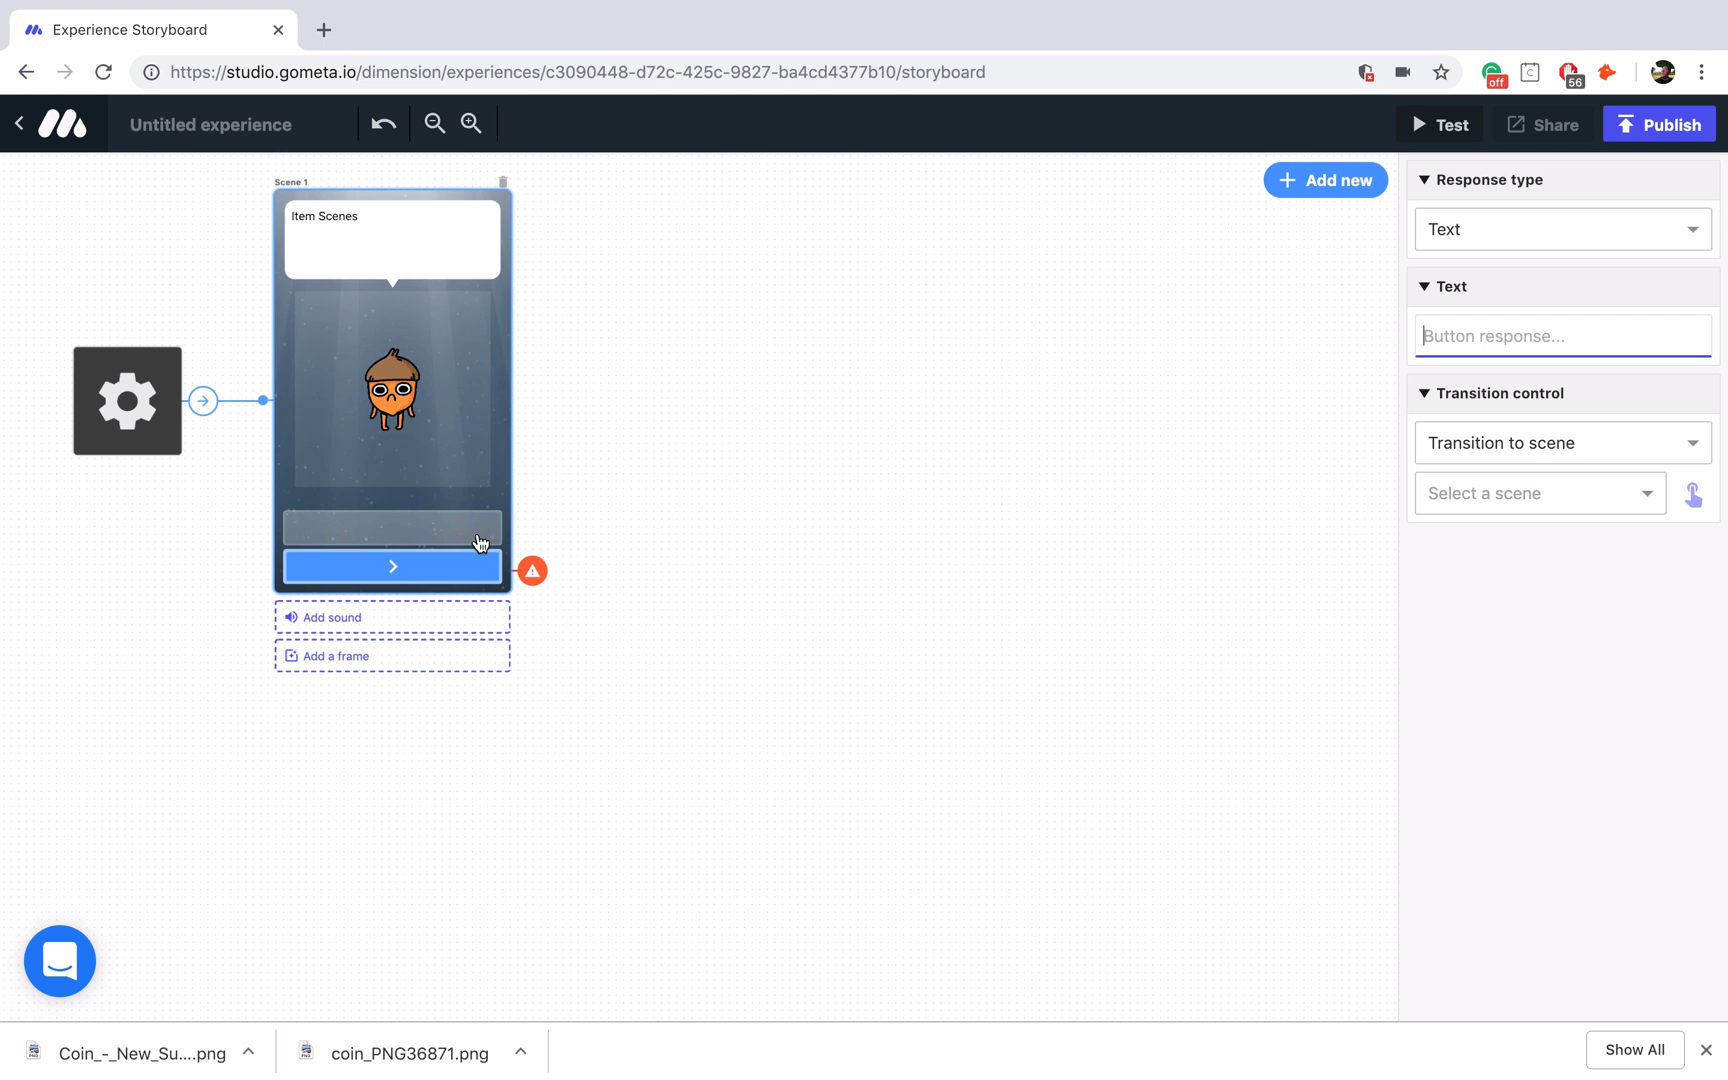 Experience Storyboard
https://studio.gometa.io/dimension/experiences/c3090448-d72c-425c-9827-ba4cd4377b10/storyboard
off
C
56
Untitled experience
Test
Share
Publish
Scene 1
Add new
Response type
Item Scenes
Text
Text
Button response...
Transition control
Transition to scene
Select a scene
Add sound
Add a frame
Coin_-_New_Su....png
coin_PNG36871.png
Show All